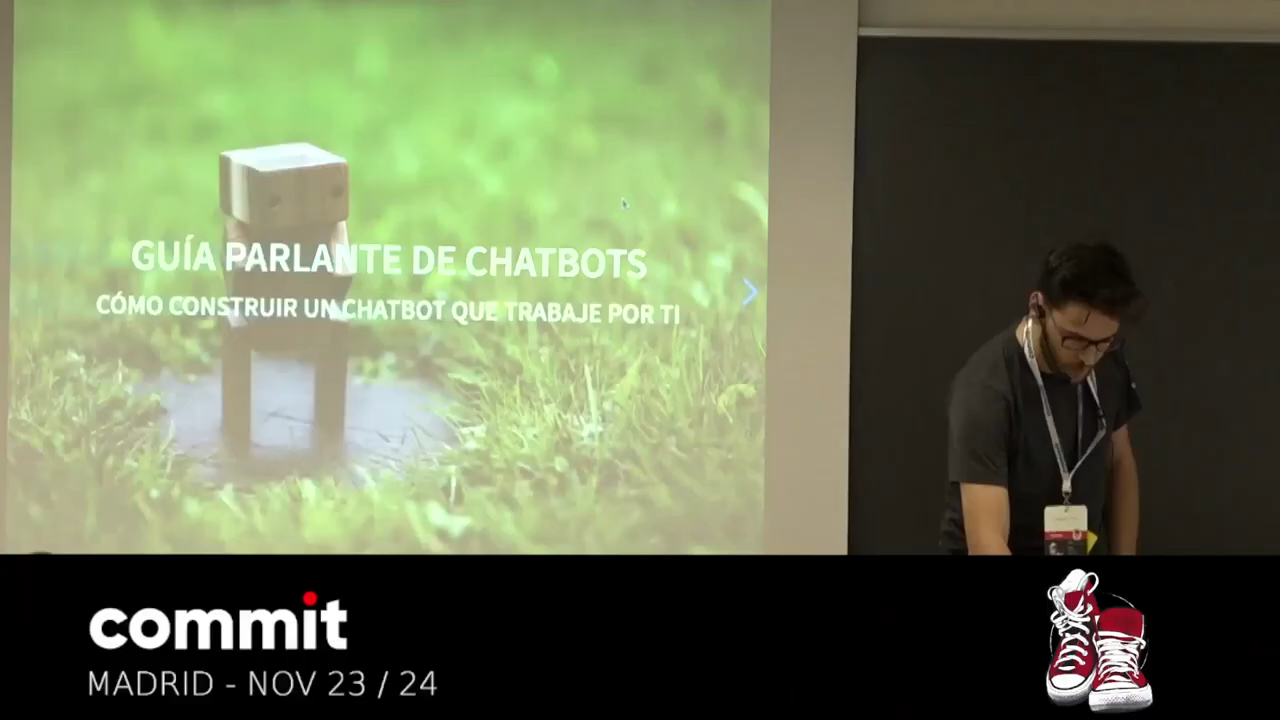 GUÍA PARLANTE DE CHATBOTS
CÓMO CONSTRUIR UN CHATBOT QUE TRABAJE POR TI
commit
MADRID - NOV 23 / 24